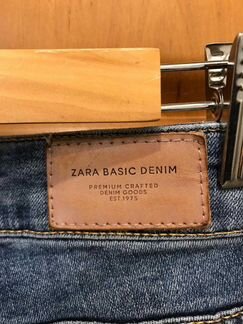 ZARA BASIC DENIM
PREMIUM CRAFTED
DENIM GOODS
EST.1975